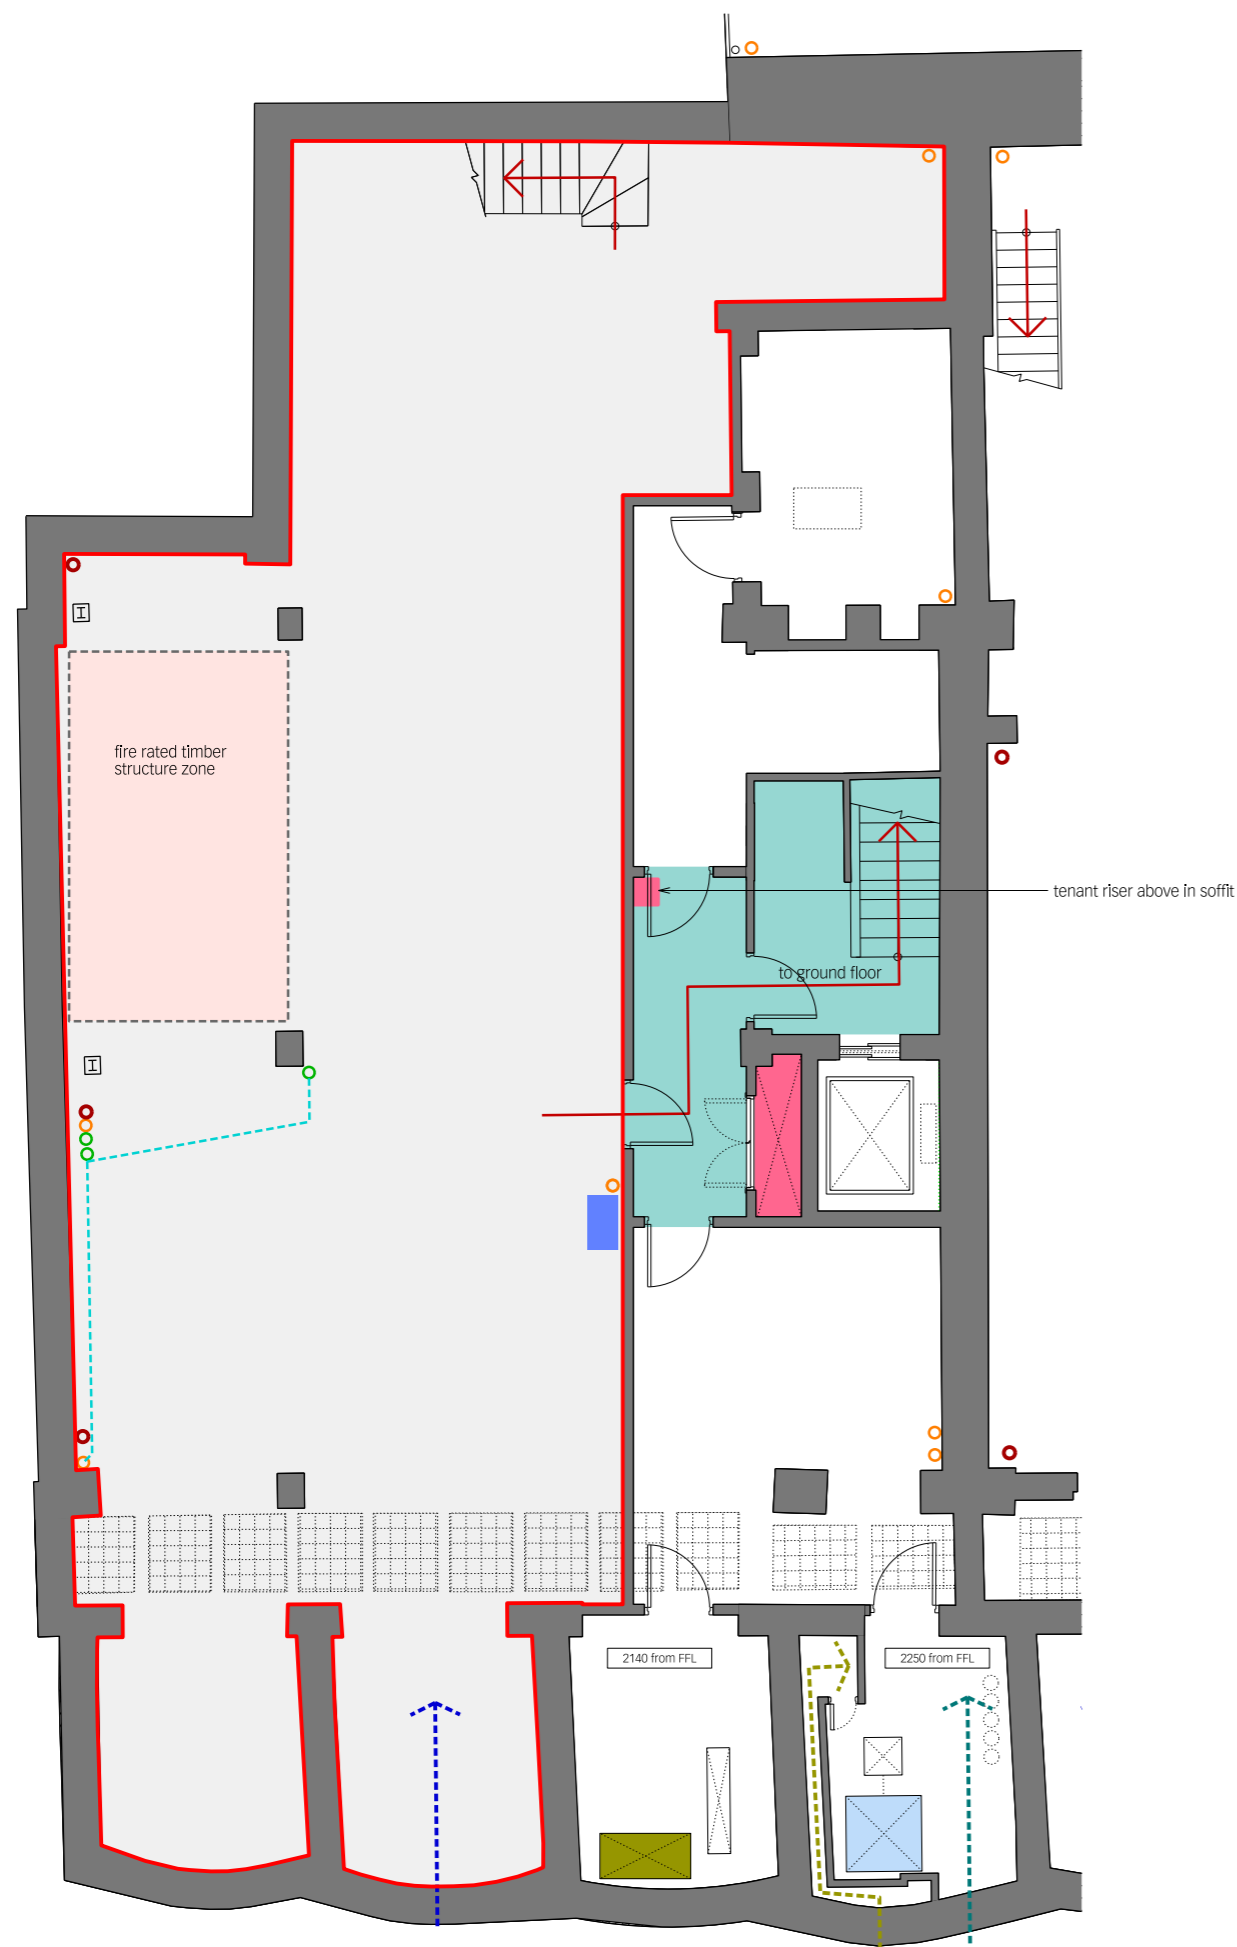 fire rated timber
structure zone
tenant riser above in soffit
to ground floor
2140 from FFL
2250 from FFL